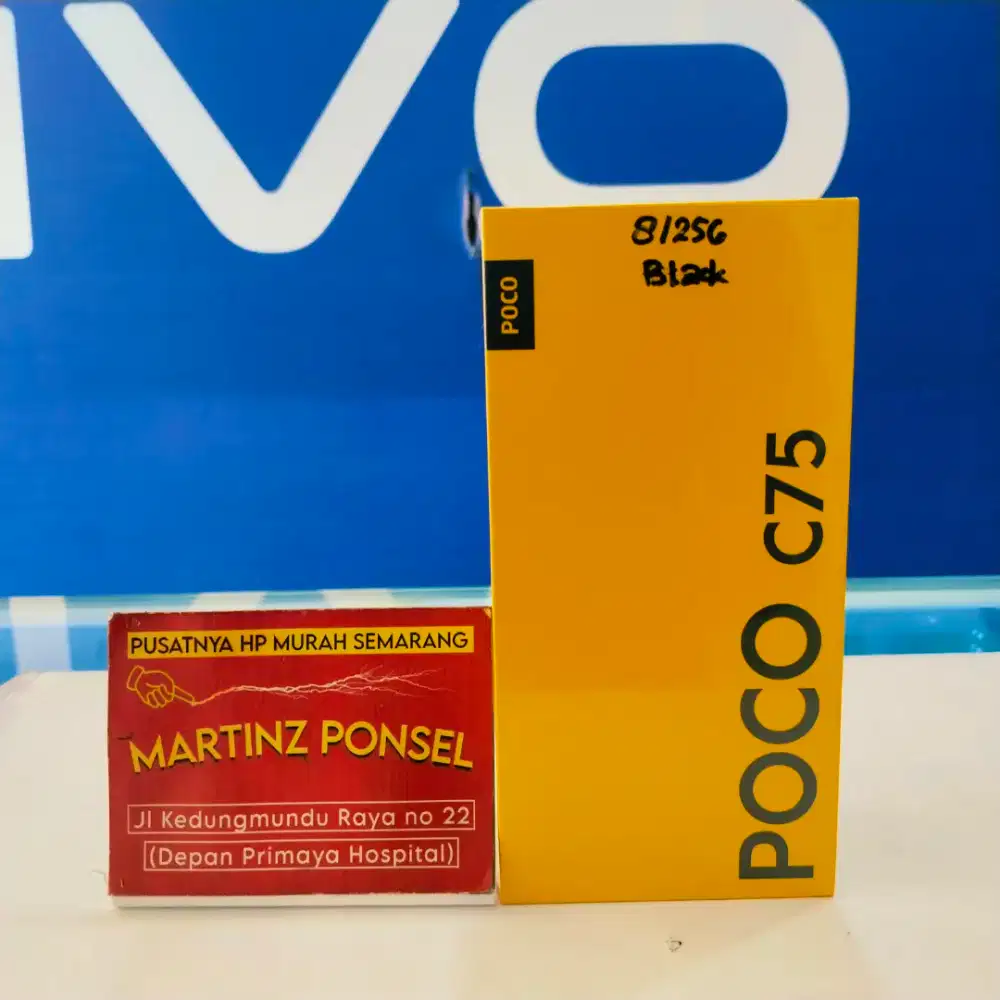 vivo
8/256
Black
POCO
POCO C75
PUSATNYA HP MURAH SEMARANG
MARTINZ PONSEL
Jl Kedungmundu Raya no 22
(Depan Primaya Hospital)